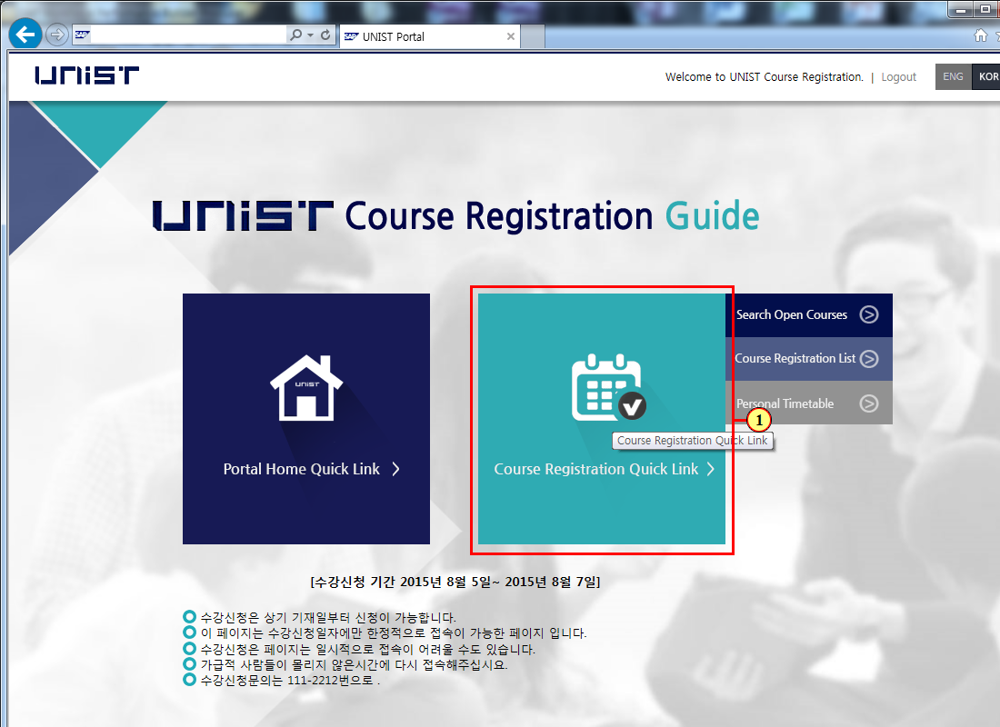 SAP
SAP UNIST Portal
UNIST
Welcome to UNIST Course Registration. | Logout
ENG KOR
UNIST Course Registration Guide
Search Open Courses
Course Registration List
UNIST
Personal Timetable
1
Course Registration Quick Link
Portal Home Quick Link
Course Registration Quick Link
[수강신청 기간 2015년 8월 5일~ 2015년 8월 7일]
수강신청은 상기 기재일부터 신청이 가능합니다.
이 페이지는 수강신청일자에만 한정적으로 접속이 가능한 페이지 입니다.
수강신청은 페이지는 일시적으로 접속이 어려울 수도 있습니다.
가급적 사람들이 몰리지 않은시간에 다시 접속해주십시요.
수강신청문의는 111-2212번으로 .